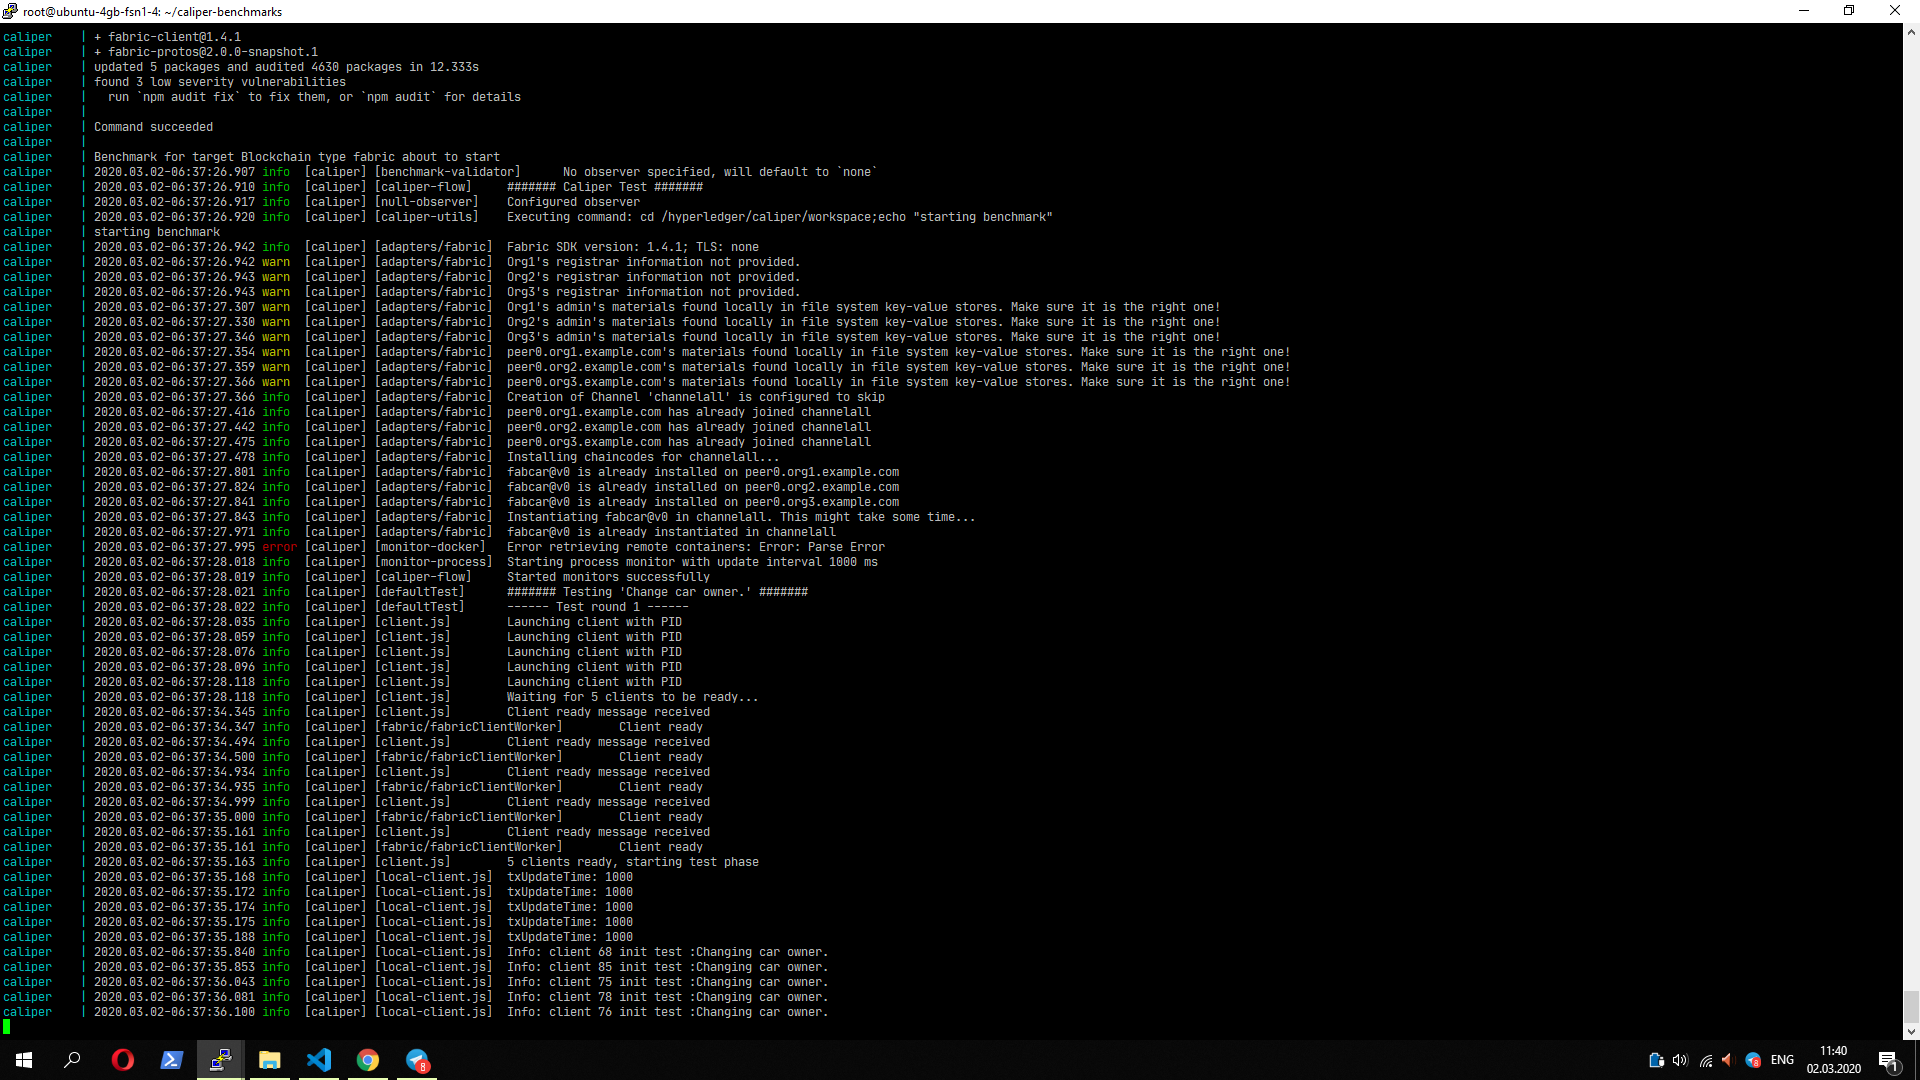 root@ubuntu-4gb-fsn1-4: ~/caliper-benchmarks
caliper | + fabric-client@1.4.1
caliper | + fabric-protos@2.0.0-snapshot.1
caliper | updated 5 packages and audited 4630 packages in 12.333s
caliper | found 3 low severity vulnerabilities
caliper | run `npm audit fix` to fix them, or `npm audit` for details
caliper |
caliper | Command succeeded
caliper |
caliper | Benchmark for target Blockchain type fabric about to start
caliper | 2020.03.02-06:37:26.907 info [caliper] [benchmark-validator] No observer specified, will default to `none`
caliper | 2020.03.02-06:37:26.910 info [caliper] [caliper-flow] ####### Caliper Test #######
caliper | 2020.03.02-06:37:26.917 info [caliper] [null-observer] Configured observer
caliper | 2020.03.02-06:37:26.920 info [caliper] [caliper-utils] Executing command: cd /hyperledger/caliper/workspace;echo "starting benchmark"
caliper | starting benchmark
caliper | 2020.03.02-06:37:26.942 info [caliper] [adapters/fabric] Fabric SDK version: 1.4.1; TLS: none
caliper | 2020.03.02-06:37:26.942 warn [caliper] [adapters/fabric] Org1's registrar information not provided.
caliper | 2020.03.02-06:37:26.943 warn [caliper] [adapters/fabric] Org2's registrar information not provided.
caliper | 2020.03.02-06:37:26.943 warn [caliper] [adapters/fabric] Org3's registrar information not provided.
caliper | 2020.03.02-06:37:27.307 warn [caliper] [adapters/fabric] Org1's admin's materials found locally in file system key-value stores. Make sure it is the right one!
caliper | 2020.03.02-06:37:27.330 warn [caliper] [adapters/fabric] Org2's admin's materials found locally in file system key-value stores. Make sure it is the right one!
caliper | 2020.03.02-06:37:27.346 warn [caliper] [adapters/fabric] Org3's admin's materials found locally in file system key-value stores. Make sure it is the right one!
caliper | 2020.03.02-06:37:27.354 warn [caliper] [adapters/fabric] peer0.org1.example.com's materials found locally in file system key-value stores. Make sure it is the right one!
caliper | 2020.03.02-06:37:27.359 warn [caliper] [adapters/fabric] peer0.org2.example.com's materials found locally in file system key-value stores. Make sure it is the right one!
caliper | 2020.03.02-06:37:27.366 warn [caliper] [adapters/fabric] peer0.org3.example.com's materials found locally in file system key-value stores. Make sure it is the right one!
caliper | 2020.03.02-06:37:27.366 info [caliper] [adapters/fabric] Creation of Channel 'channelall' is configured to skip
caliper | 2020.03.02-06:37:27.416 info [caliper] [adapters/fabric] peer0.org1.example.com has already joined channelall
caliper | 2020.03.02-06:37:27.442 info [caliper] [adapters/fabric] peer0.org2.example.com has already joined channelall
caliper | 2020.03.02-06:37:27.475 info [caliper] [adapters/fabric] peer0.org3.example.com has already joined channelall
caliper | 2020.03.02-06:37:27.478 info [caliper] [adapters/fabric] Installing chaincodes for channelall...
caliper | 2020.03.02-06:37:27.801 info [caliper] [adapters/fabric] fabcar@v0 is already installed on peer0.org1.example.com
caliper | 2020.03.02-06:37:27.824 info [caliper] [adapters/fabric] fabcar@v0 is already installed on peer0.org2.example.com
caliper | 2020.03.02-06:37:27.841 info [caliper] [adapters/fabric] fabcar@v0 is already installed on peer0.org3.example.com
caliper | 2020.03.02-06:37:27.843 info [caliper] [adapters/fabric] Instantiating fabcar@v0 in channelall. This might take some time...
caliper | 2020.03.02-06:37:27.971 info [caliper] [adapters/fabric] fabcar@v0 is already instantiated in channelall
caliper | 2020.03.02-06:37:27.995 error [caliper] [monitor-docker] Error retrieving remote containers: Error: Parse Error
caliper | 2020.03.02-06:37:28.018 info [caliper] [monitor-process] Starting process monitor with update interval 1000 ms
caliper | 2020.03.02-06:37:28.019 info [caliper] [caliper-flow] Started monitors successfully
caliper | 2020.03.02-06:37:28.021 info [caliper] [defaultTest] ####### Testing 'Change car owner.' #######
caliper | 2020.03.02-06:37:28.022 info [caliper] [defaultTest] ------ Test round 1 ------
caliper | 2020.03.02-06:37:28.035 info [caliper] [client.js] Launching client with PID
caliper | 2020.03.02-06:37:28.059 info [caliper] [client.js] Launching client with PID
caliper | 2020.03.02-06:37:28.076 info [caliper] [client.js] Launching client with PID
caliper | 2020.03.02-06:37:28.096 info [caliper] [client.js] Launching client with PID
caliper | 2020.03.02-06:37:28.118 info [caliper] [client.js] Launching client with PID
caliper | 2020.03.02-06:37:28.118 info [caliper] [client.js] Waiting for 5 clients to be ready...
caliper | 2020.03.02-06:37:34.345 info [caliper] [client.js] Client ready message received
caliper | 2020.03.02-06:37:34.347 info [caliper] [fabric/fabricClientWorker] Client ready
caliper | 2020.03.02-06:37:34.494 info [caliper] [client.js] Client ready message received
caliper | 2020.03.02-06:37:34.500 info [caliper] [fabric/fabricClientWorker] Client ready
caliper | 2020.03.02-06:37:34.934 info [caliper] [client.js] Client ready message received
caliper | 2020.03.02-06:37:34.935 info [caliper] [fabric/fabricClientWorker] Client ready
caliper | 2020.03.02-06:37:34.999 info [caliper] [client.js] Client ready message received
caliper | 2020.03.02-06:37:35.000 info [caliper] [fabric/fabricClientWorker] Client ready
caliper | 2020.03.02-06:37:35.161 info [caliper] [client.js] Client ready message received
caliper | 2020.03.02-06:37:35.161 info [caliper] [fabric/fabricClientWorker] Client ready
caliper | 2020.03.02-06:37:35.163 info [caliper] [client.js] 5 clients ready, starting test phase
caliper | 2020.03.02-06:37:35.168 info [caliper] [local-client.js] txUpdateTime: 1000
caliper | 2020.03.02-06:37:35.172 info [caliper] [local-client.js] txUpdateTime: 1000
caliper | 2020.03.02-06:37:35.174 info [caliper] [local-client.js] txUpdateTime: 1000
caliper | 2020.03.02-06:37:35.175 info [caliper] [local-client.js] txUpdateTime: 1000
caliper | 2020.03.02-06:37:35.188 info [caliper] [local-client.js] txUpdateTime: 1000
caliper | 2020.03.02-06:37:35.840 info [caliper] [local-client.js] Info: client 68 init test :Changing car owner.
caliper | 2020.03.02-06:37:35.853 info [caliper] [local-client.js] Info: client 85 init test :Changing car owner.
caliper | 2020.03.02-06:37:36.043 info [caliper] [local-client.js] Info: client 75 init test :Changing car owner.
caliper | 2020.03.02-06:37:36.081 info [caliper] [local-client.js] Info: client 78 init test :Changing car owner.
caliper | 2020.03.02-06:37:36.100 info [caliper] [local-client.js] Info: client 76 init test :Changing car owner.
8
8
ENG
11:40
02.03.2020
1